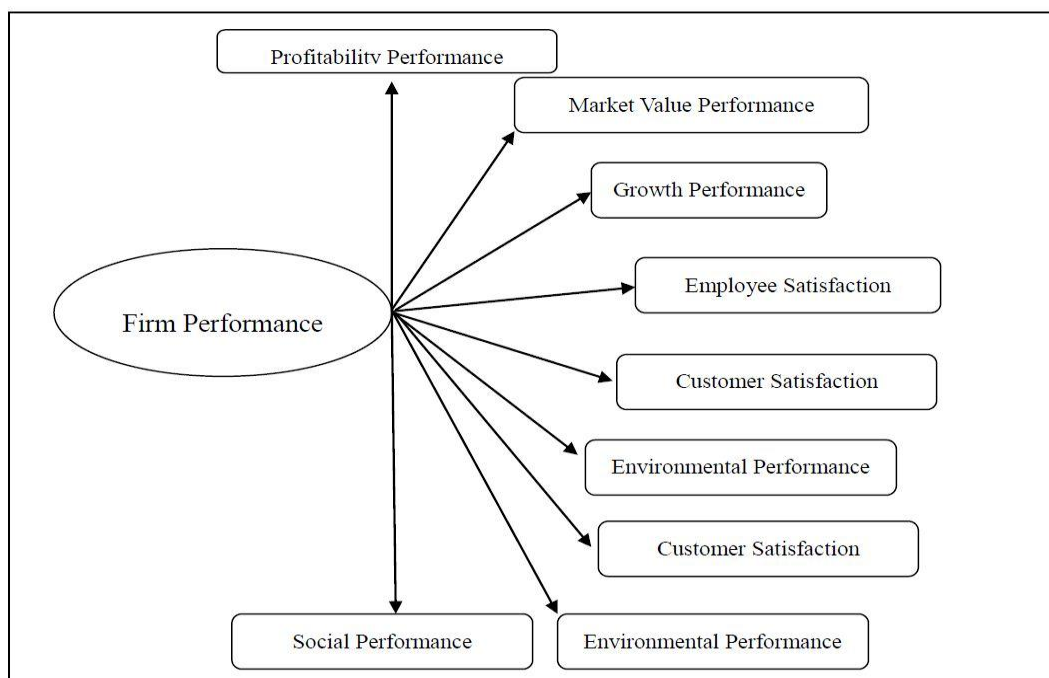 Profitability Performance
Market Value Performance
Growth Performance
Employee Satisfaction
Firm Performance
Customer Satisfaction
Environmental Performance
Customer Satisfaction
Social Performance
Environmental Performance